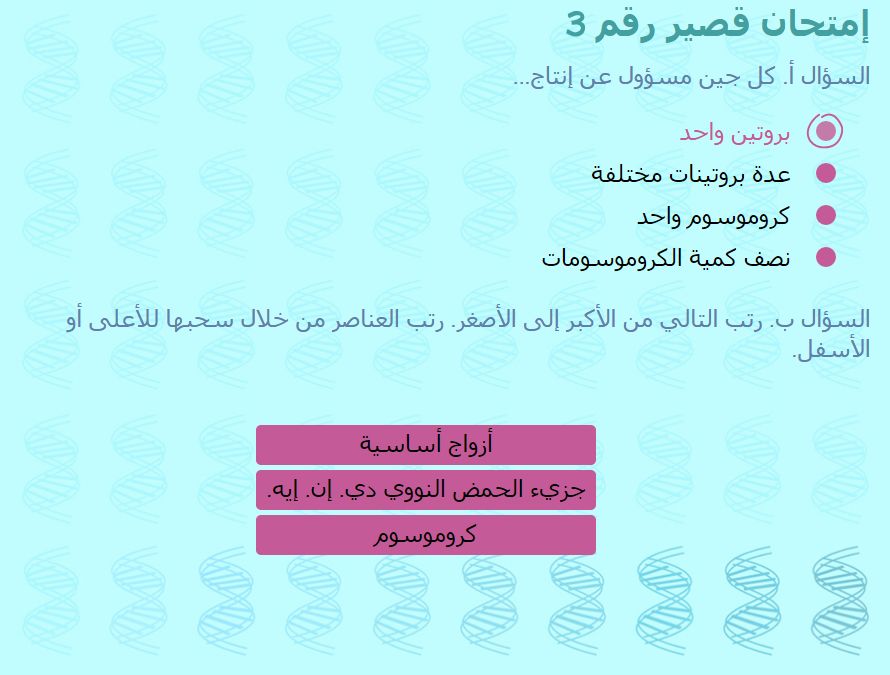 إمتحان قصير رقم 3
السؤال أ. كل جين مسؤول عن إنتاج...
بروتين واحد
عدة بروتينات مختلفة
كروموسوم واحد
نصف كمية الكروموسومات
السؤال ب. رتب التالي من الأكبر إلى الأصغر. رتب العناصر من خلال سحبها للأعلى أو
الأسفل.
أزواج أساسية
جزيء الحمض النووي دي. إن. إيه.
كروموسوم